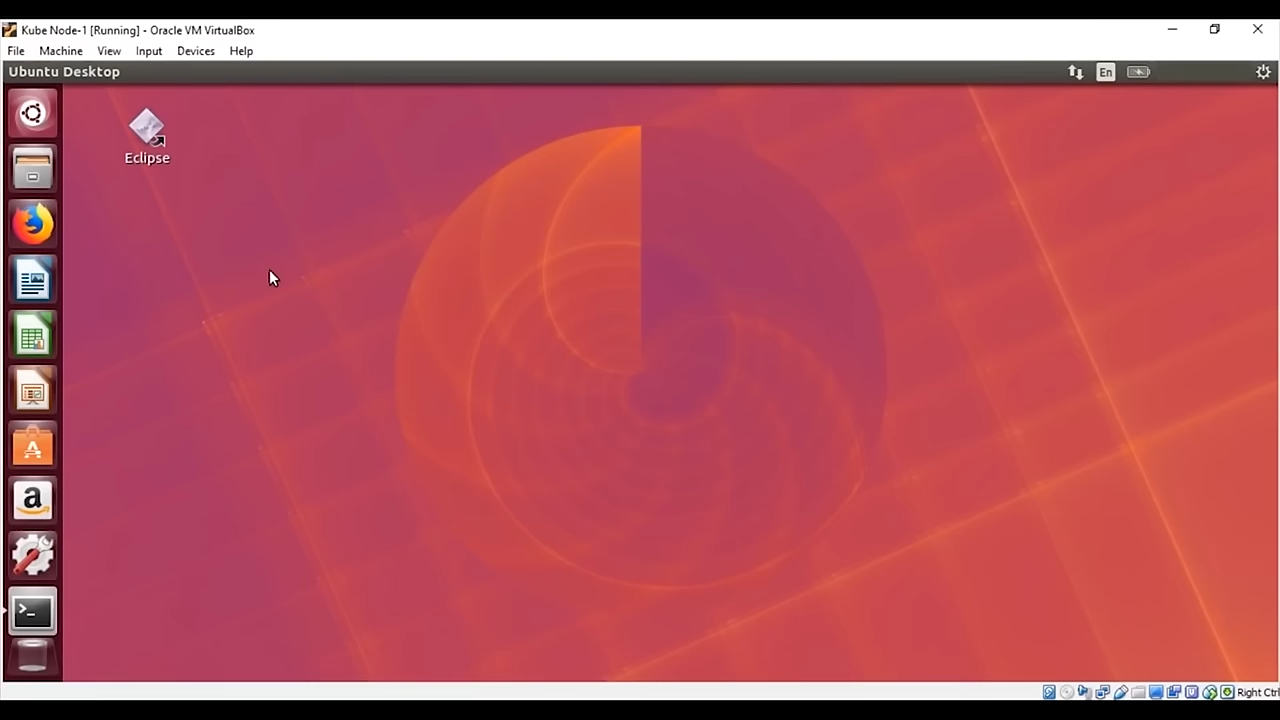 Kube Node-1 [Running] - Oracle VM VirtualBox
File Machine View Input Devices Help
Ubuntu Desktop
En
Eclipse
Right Ctrl